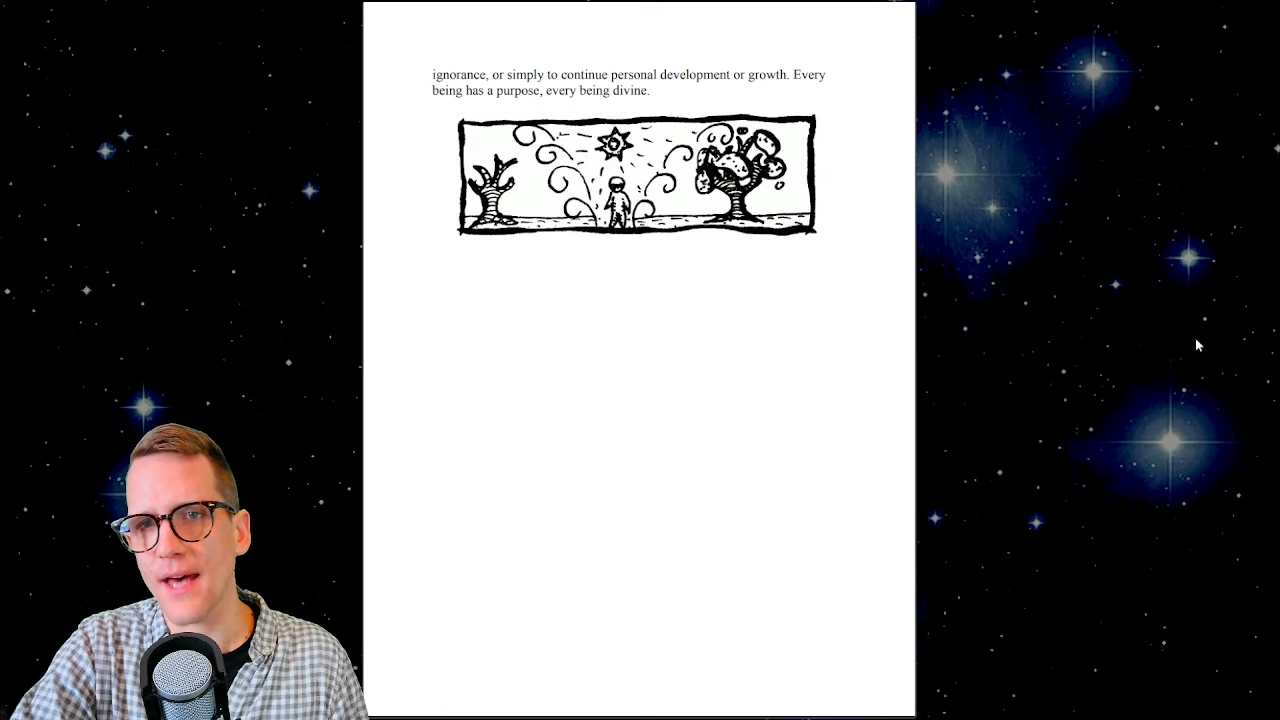 ignorance, or simply to continue personal development or growth. Every
being has a purpose, every being divine.